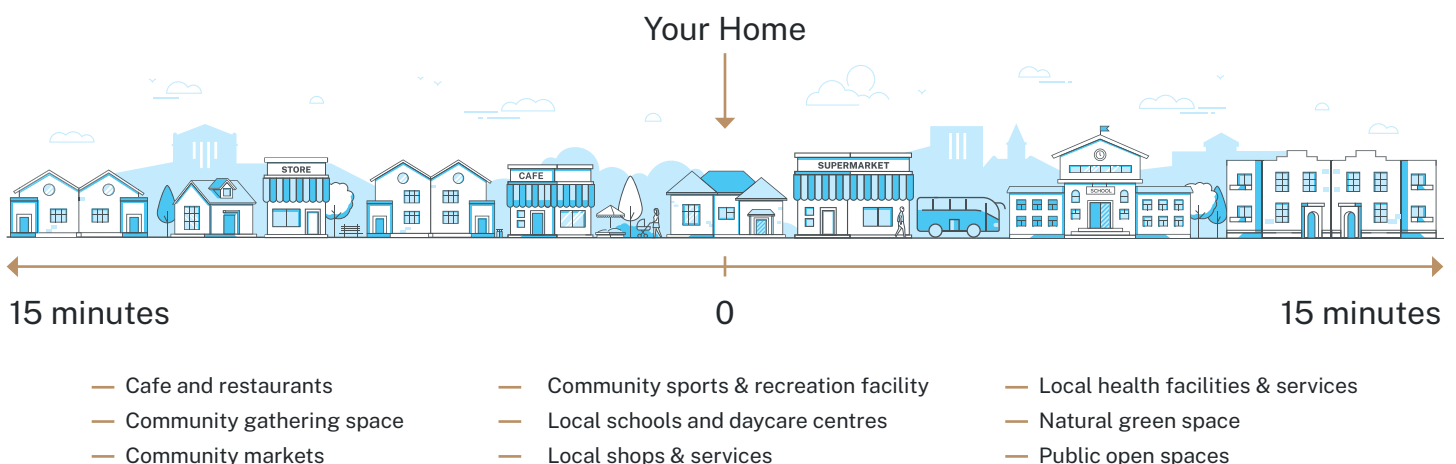 Your Home
STORE
CAFE
SUPERMARKET
SCHOOL
15 minutes
0
15 minutes
— Cafe and restaurants
— Community gathering space
— Community markets
— Community sports & recreation facility
— Local schools and daycare centres
— Local shops & services
— Local health facilities & services
— Natural green space
— Public open spaces